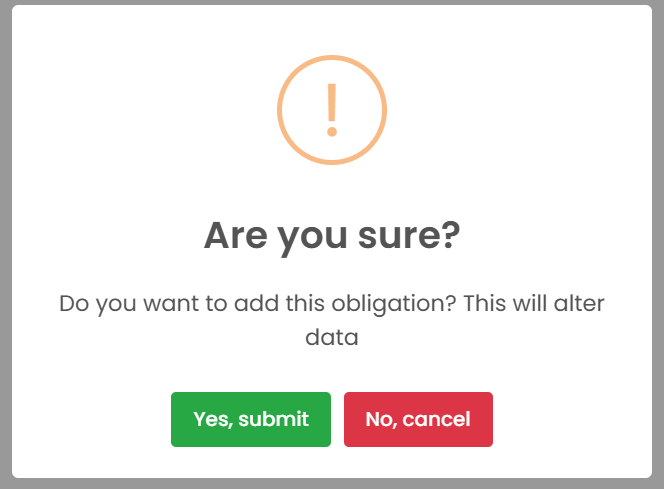 !
Are you sure?
Do you want to add this obligation? This will alter
data
Yes, submit
No, cancel